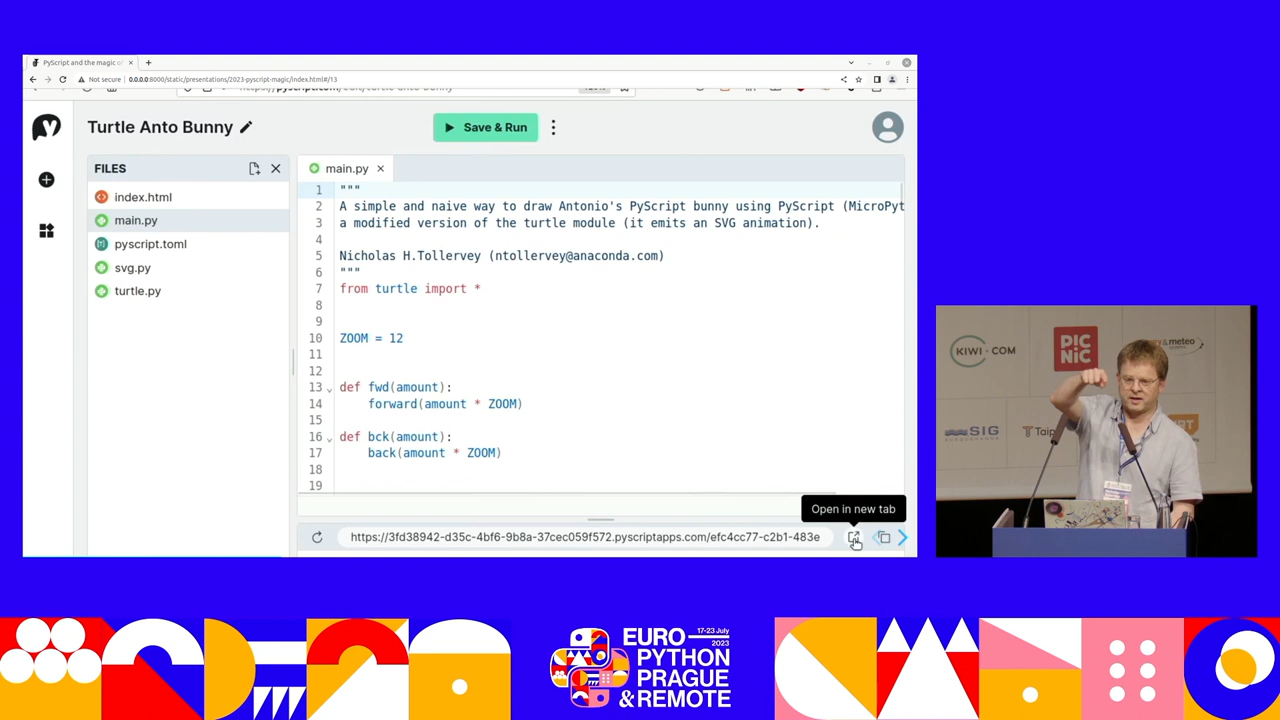 PyScript and the magic of
Not secure
0.0.0.0:8000/static/presentations/2023-pyscript-magic/index.html#/13
Turtle Anto Bunny
Save & Run
FILES
index.html
main.py
pyscript.toml
svg.py
turtle.py
main.py
1 """
2 A simple and naive way to draw Antonio's PyScript bunny using PyScript (MicroPyt
3 a modified version of the turtle module (it emits an SVG animation).
4
5 Nicholas H.Tollervey (ntollervey@anaconda.com)
6 """
7 from turtle import *
8
9
10 ZOOM = 12
11
12
13 def fwd(amount):
14 forward(amount * ZOOM)
15
16 def bck(amount):
17 back(amount * ZOOM)
18
19
Open in new tab
https://3fd38942-d35c-4bf6-9b8a-37cec059f572.pyscriptapps.com/efc4cc77-c2b1-483e
KIWI.COM
PIC
NIC
& meteo
SIG
17-23 July
2023
EURO
PYTHON
PRAGUE
& REMOTE